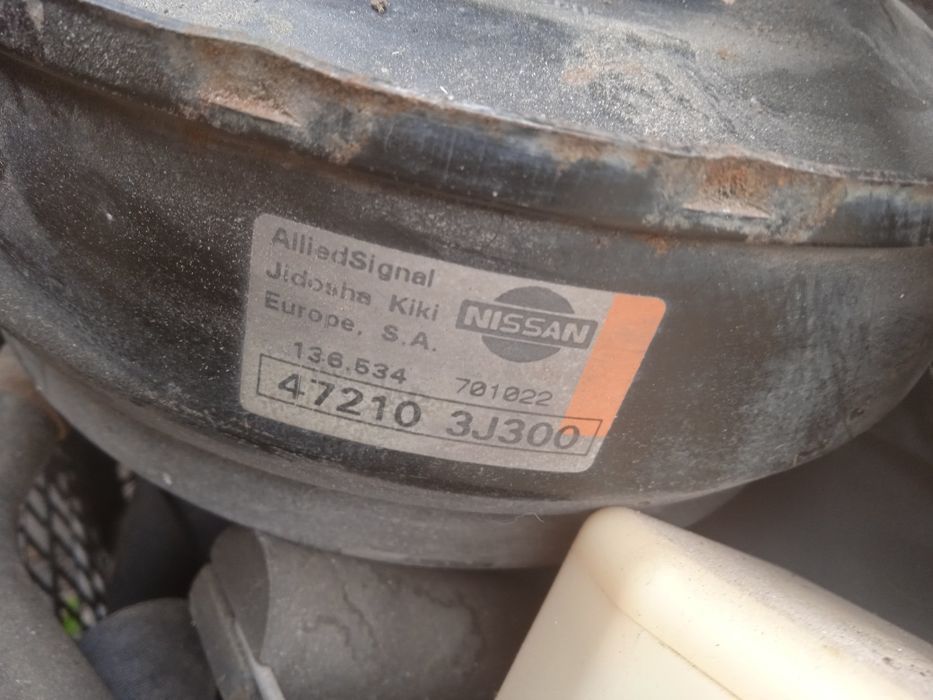 AlliedSignal
Jidosha Kiki
Europe, S.A.
NISSAN
136.534 701022
47210 3J300